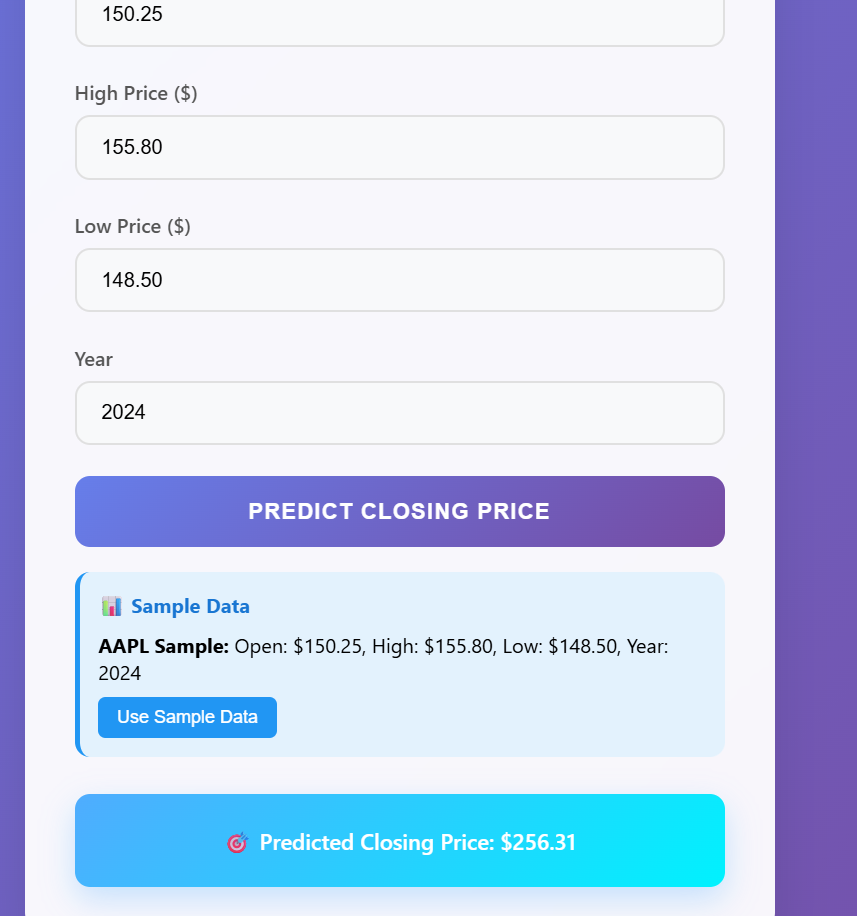 150.25
High Price ($)
155.80
Low Price ($)
148.50
Year
2024
PREDICT CLOSING PRICE
Sample Data
AAPL Sample: Open: $150.25, High: $155.80, Low: $148.50, Year:
2024
Use Sample Data
Predicted Closing Price: $256.31